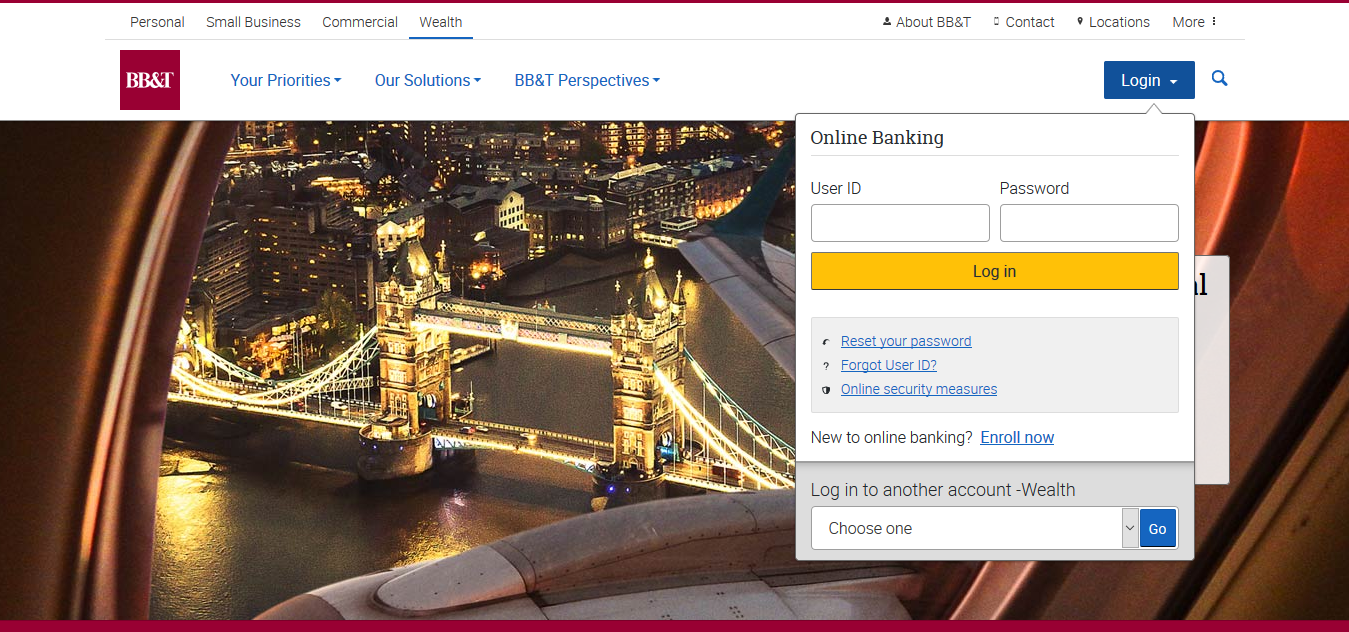 Personal Small Business Commercial Wealth About BB&T Contact Locations More
BB&T Your Priorities Our Solutions BB&T Perspectives Login
Online Banking
User ID Password
Log in
Reset your password
? Forgot User ID?
Online security measures
New to online banking? Enroll now
Log in to another account -Wealth
Choose one Go